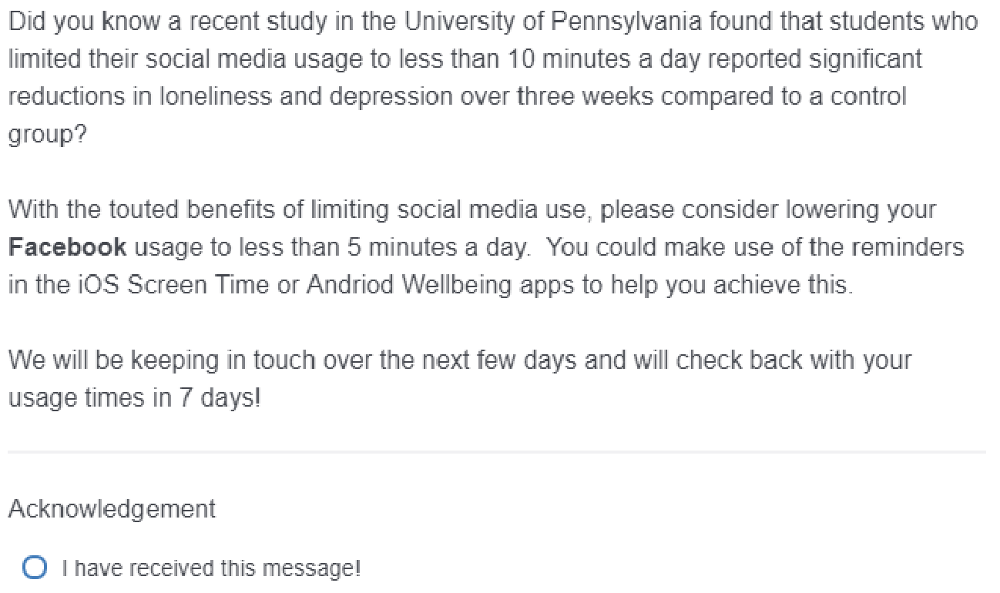 Did you know a recent study in the University of Pennsylvania found that students who
limited their social media usage to less than 10 minutes a day reported significant
reductions in loneliness and depression over three weeks compared to a control
group?
With the touted benefits of limiting social media use, please consider lowering your
Facebook usage to less than 5 minutes a day.  You could make use of the reminders
in the iOS Screen Time or Andriod Wellbeing apps to help you achieve this.
We will be keeping in touch over the next few days and will check back with your
usage times in 7 days!
Acknowledgement
I have received this message!